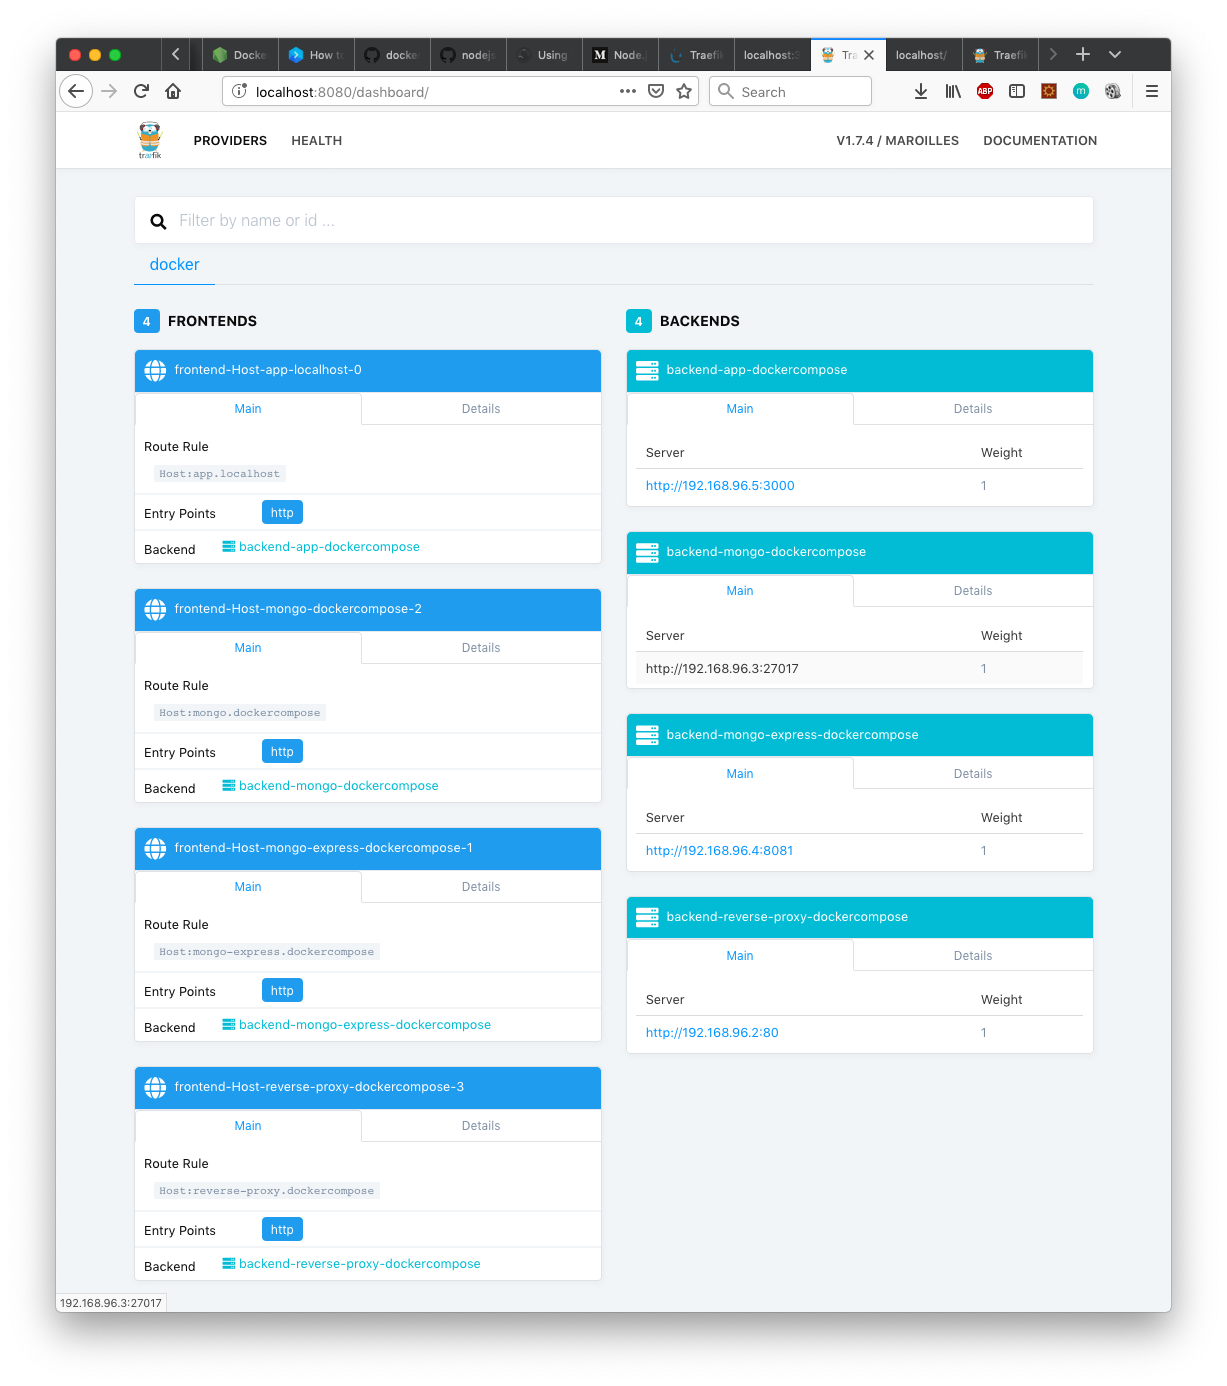 Docke
How to
docke
nodejs
Using
M Node.j
Traefi
localhost:3
Tra
localhost/
Traefik
localhost:8080/dashboard/
Search
ABP
m
træfik
PROVIDERS
HEALTH
V1.7.4 / MAROILLES
DOCUMENTATION
Filter by name or id ...
docker
4 FRONTENDS
frontend-Host-app-localhost-0
Main Details
Route Rule
Host:app.localhost
Entry Points http
Backend backend-app-dockercompose
frontend-Host-mongo-dockercompose-2
Main Details
Route Rule
Host:mongo.dockercompose
Entry Points http
Backend backend-mongo-dockercompose
frontend-Host-mongo-express-dockercompose-1
Main Details
Route Rule
Host:mongo-express.dockercompose
Entry Points http
Backend backend-mongo-express-dockercompose
frontend-Host-reverse-proxy-dockercompose-3
Main Details
Route Rule
Host:reverse-proxy.dockercompose
Entry Points http
Backend backend-reverse-proxy-dockercompose
4 BACKENDS
backend-app-dockercompose
Main Details
Server Weight
http://192.168.96.5:3000 1
backend-mongo-dockercompose
Main Details
Server Weight
http://192.168.96.3:27017 1
backend-mongo-express-dockercompose
Main Details
Server Weight
http://192.168.96.4:8081 1
backend-reverse-proxy-dockercompose
Main Details
Server Weight
http://192.168.96.2:80 1
192.168.96.3:27017